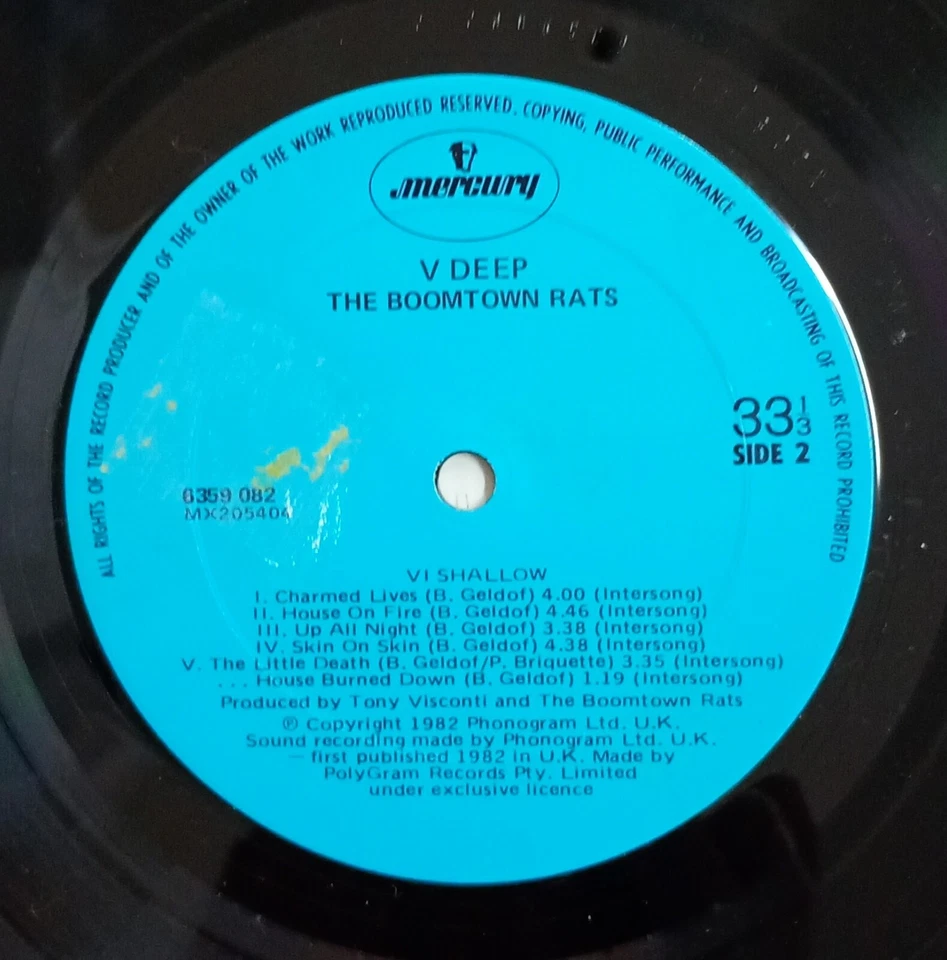 ALL RIGHTS OF THE RECORD PRODUCER AND OF THE OWNER OF THE WORK REPRODUCED RESERVED. COPYING, PUBLIC PERFORMANCE AND BROADCASTING OF THIS RECORD PROHIBITED
mercury
V DEEP
THE BOOMTOWN RATS
33 1/3
SIDE 2
6359 082
MX205404
VI SHALLOW
I. Charmed Lives (B. Geldof) 4.00 (Intersong)
II. House On Fire (B. Geldof) 4.46 (Intersong)
III. Up All Night (B. Geldof) 3.38 (Intersong)
IV. Skin On Skin (B. Geldof) 4.38 (Intersong)
V. The Little Death (B. Geldof/P. Briquette) 3.35 (Intersong)
... House Burned Down (B. Geldof) 1.19 (Intersong)
Produced by Tony Visconti and The Boomtown Rats
℗ Copyright 1982 Phonogram Ltd. U.K.
Sound recording made by Phonogram Ltd. U.K.
— first published 1982 in U.K. Made by
PolyGram Records Pty. Limited
under exclusive licence